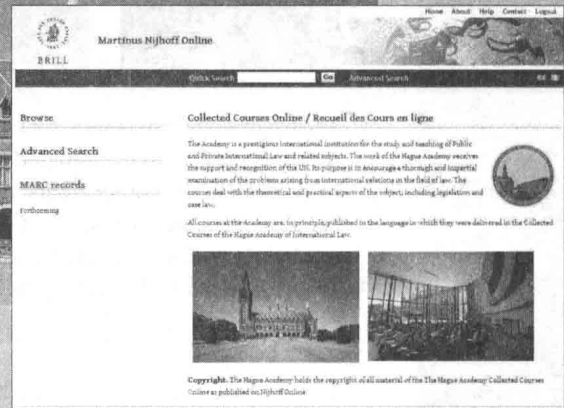 Home About Help Contact Logout
Martinus Nijhoff Online
BRILL
Quick Search Go Advanced Search
Browse
Advanced Search
MARC records
Forthcoming
Collected Courses Online / Recueil des Cours en ligne
The Academy is a prestigious international institution for the study and teaching of Public
and Private International Law and related subjects. The work of the Hague Academy receives
the support and recognition of the UN. Its purpose is to encourage a thorough and impartial
examination of the problems arising from international relations in the field of law. The
courses deal with the theoretical and practical aspects of the subject, including legislation and
case law.
All courses at the Academy are, in principle, published in the language in which they were delivered in the Collected
Courses of the Hague Academy of International Law.
Copyright. The Hague Academy holds the copyright of all material of the The Hague Academy Collected Courses
Online as published on Nijhoff Online.